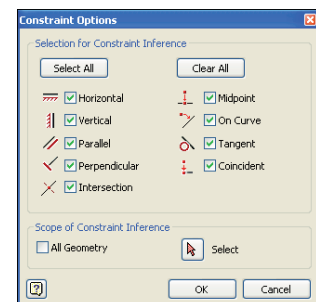 Constraint Options
Selection for Constraint Inference
Select All
Clear All
Horizontal
Midpoint
Vertical
On Curve
Parallel
Tangent
Perpendicular
Coincident
Intersection
Scope of Constraint Inference
All Geometry
Select
OK
Cancel